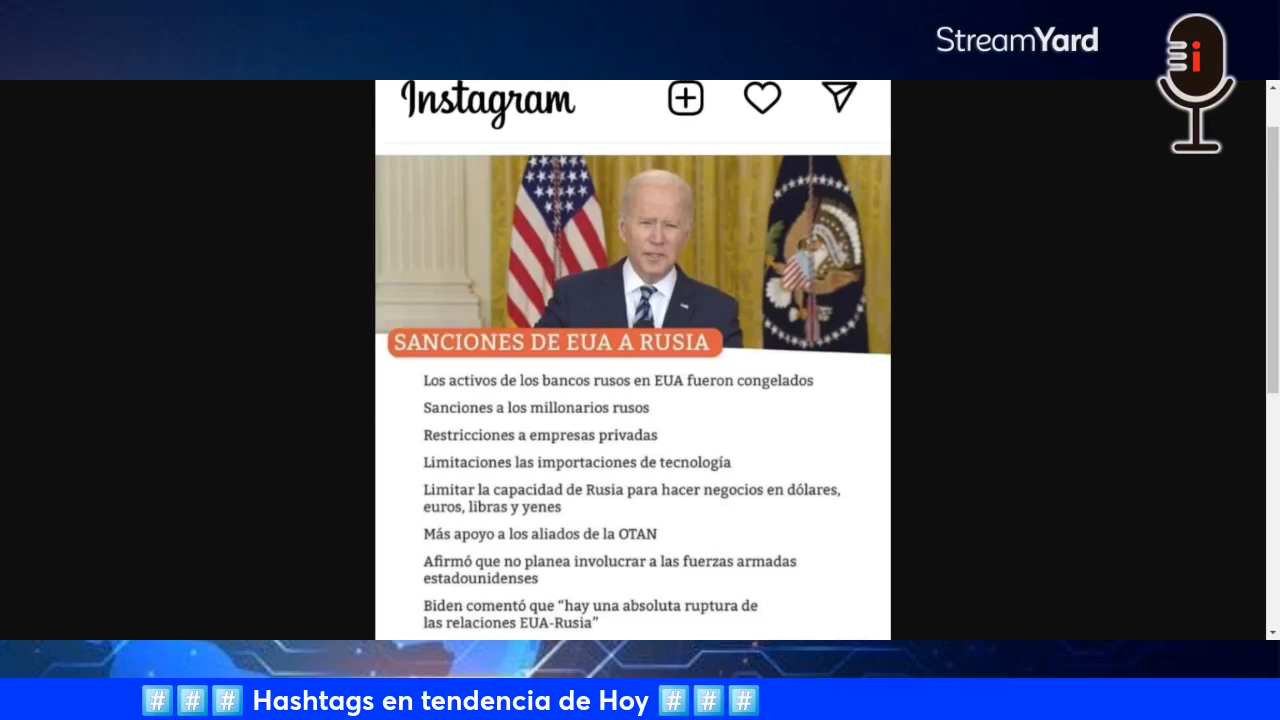 StreamYard
i
Instagram
SANCIONES DE EUA A RUSIA
Los activos de los bancos rusos en EUA fueron congelados
Sanciones a los millonarios rusos
Restricciones a empresas privadas
Limitaciones las importaciones de tecnología
Limitar la capacidad de Rusia para hacer negocios en dólares,
euros, libras y yenes
Más apoyo a los aliados de la OTAN
Afirmó que no planea involucrar a las fuerzas armadas
estadounidenses
Biden comentó que “hay una absoluta ruptura de
las relaciones EUA-Rusia”
#️⃣#️⃣#️⃣ Hashtags en tendencia de Hoy #️⃣#️⃣#️⃣